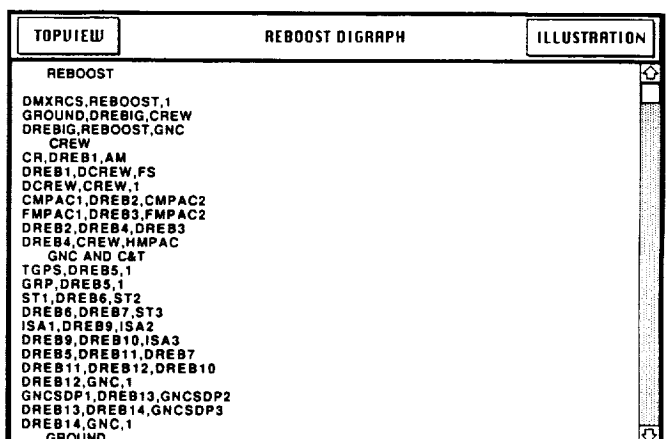 TOPVIEW
REBOOST DIGRAPH
ILLUSTRATION
REBOOST
DMXRCS,REBOOST,1
GROUND,DREBIG,CREW
DREBIG,REBOOST,GNC
CREW
CR,DREB1,AM
DREB1,DCREW,FS
DCREW,CREW,1
CMPAC1,DREB2,CMPAC2
FMPAC1,DREB3,FMPAC2
DREB2,DREB4,DREB3
DREB4,CREW,HMPAC
GNC AND C&T
TGPS,DREB5,1
GRP,DREB5,1
ST1,DREB6,ST2
DREB6,DREB7,ST3
ISA1,DREB9,ISA2
DREB9,DREB10,ISA3
DREB5,DREB11,DREB7
DREB11,DREB12,DREB10
DREB12,GNC,1
GNCSDP1,DREB13,GNCSDP2
DREB13,DREB14,GNCSDP3
DREB14,GNC,1
GROUND